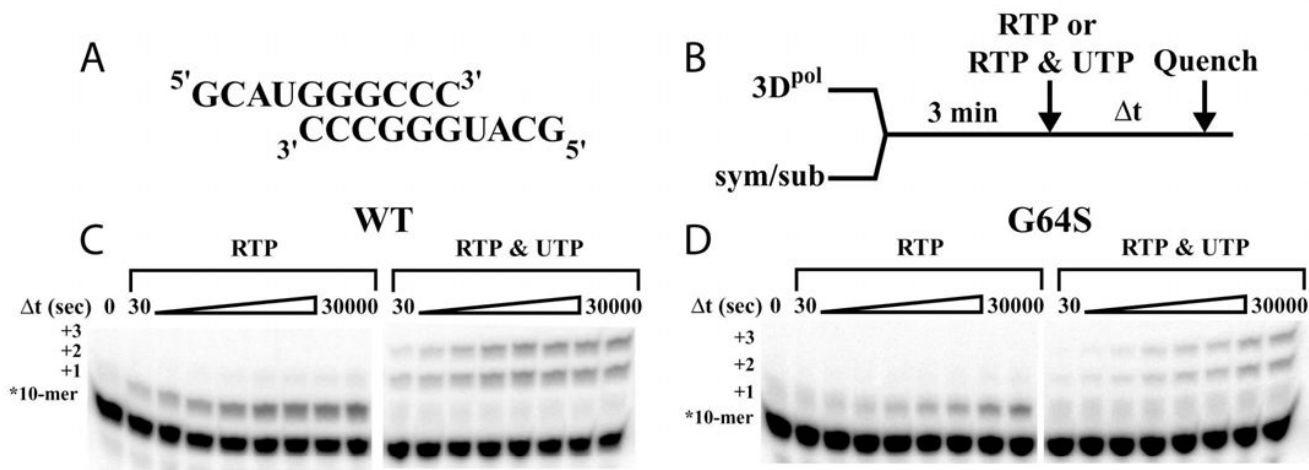 A
5'GCAUGGGCCC3'
3'CCCGGGUACG5'
B
RTP or
RTP & UTP Quench
3Dpol
3 min Δt
sym/sub
C
WT
RTP RTP & UTP
Δt (sec) 0 30 30000 30 30000
+3
+2
+1
*10-mer
D
G64S
RTP RTP & UTP
Δt (sec) 0 30 30000 30 30000
+3
+2
+1
*10-mer